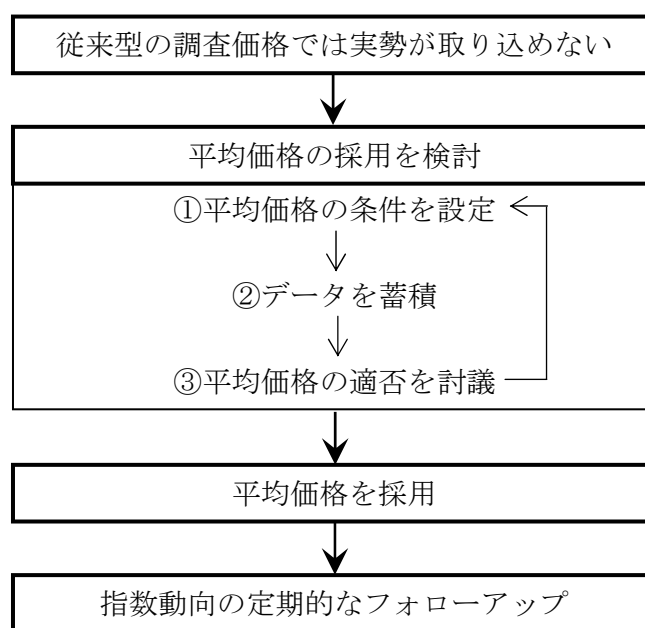 従来型の調査価格では実勢が取り込めない
平均価格の採用を検討
①平均価格の条件を設定
②データを蓄積
③平均価格の適否を討議
平均価格を採用
指数動向の定期的なフォローアップ